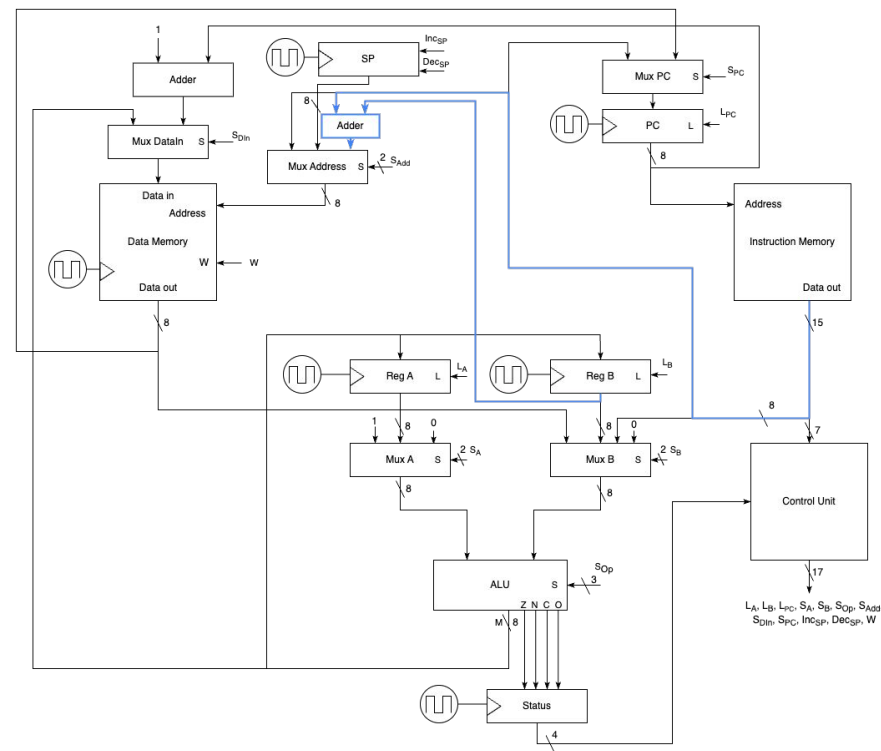 1
Adder
SP
Inc_SP
Dec_SP
Mux PC
S
S_PC
8
Adder
Mux DataIn
S
S_DIn
PC
L
L_PC
Mux Address
S
2
S_Add
8
8
Data in
Address
Data Memory
W
W
Data out
Address
Instruction Memory
Data out
8
15
Reg A
L
L_A
Reg B
L
L_B
8
7
1
8
0
8
0
Mux A
S
2
S_A
Mux B
S
2
S_B
8
8
Control Unit
ALU
S
S_Op
3
Z N C O
M
8
17
L_A, L_B, L_PC, S_A, S_B, S_Op, S_Add
S_DIn, S_PC, Inc_SP, Dec_SP, W
Status
4